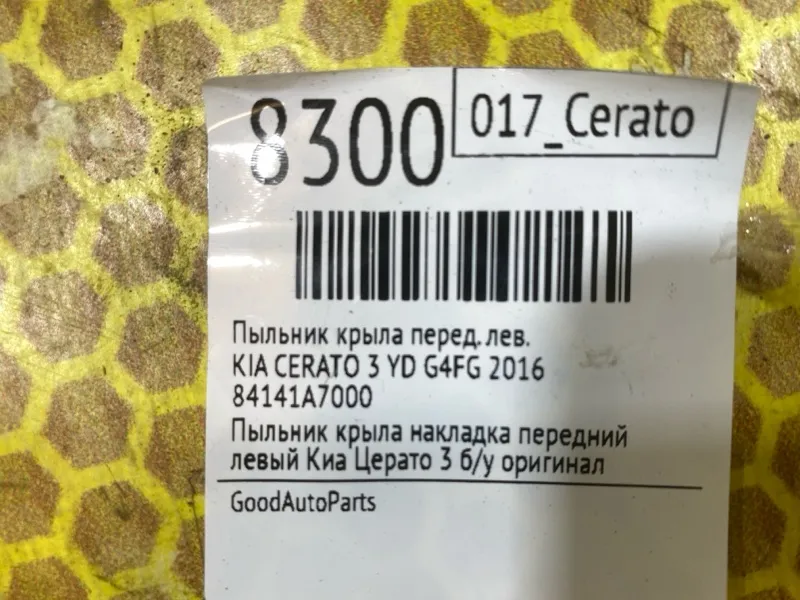 8300
017_Cerato
Пыльник крыла перед. лев.
KIA CERATO 3 YD G4FG 2016
84141A7000
Пыльник крыла накладка передний
левый Киа Церато 3 б/у оригинал
GoodAutoParts